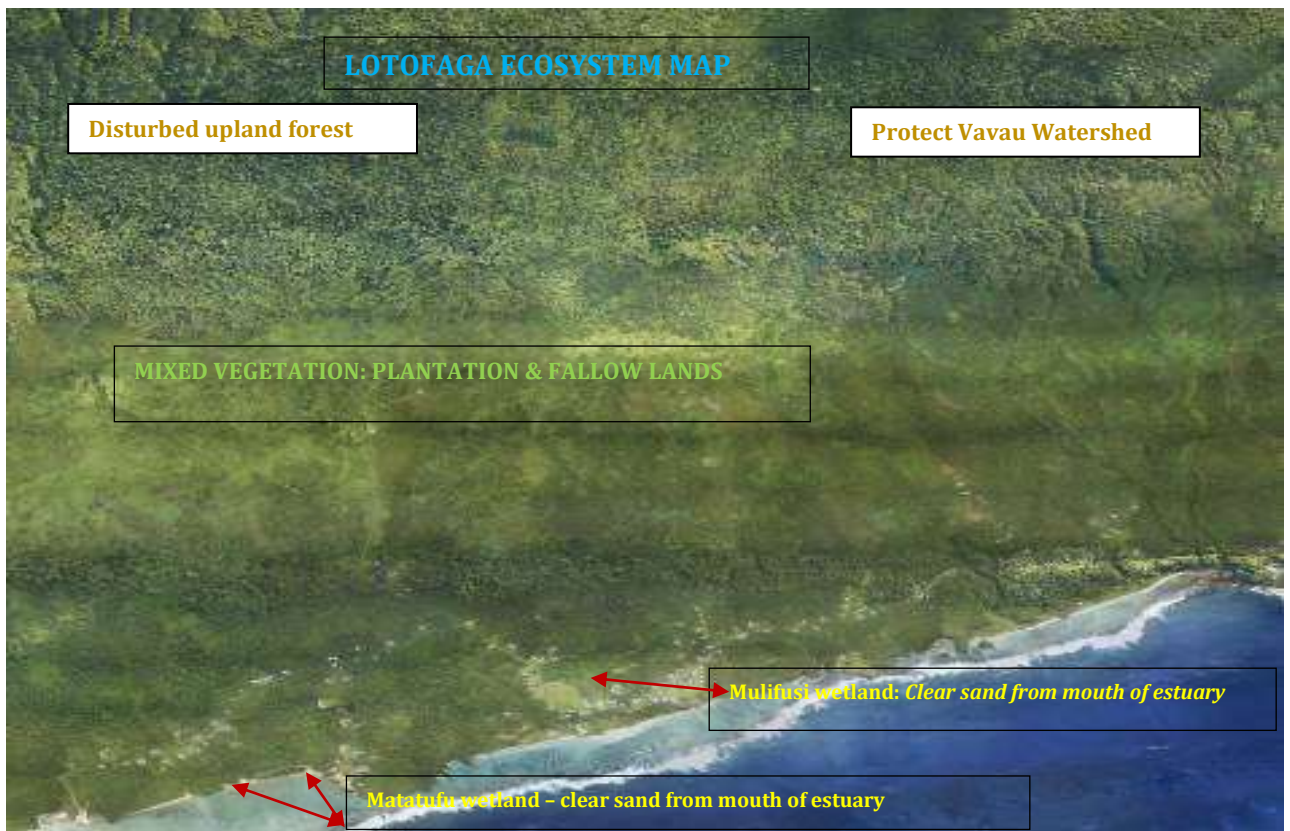 LOTOFAGA ECOSYSTEM MAP
Disturbed upland forest
Protect Vavau Watershed
MIXED VEGETATION: PLANTATION & FALLOW LANDS
Mulifusi wetland: Clear sand from mouth of estuary
Matatufu wetland – clear sand from mouth of estuary